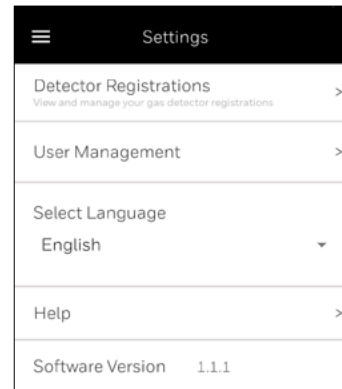 Settings
Detector Registrations
View and manage your gas detector registrations
User Management
Select Language
English
Help
Software Version 1.1.1